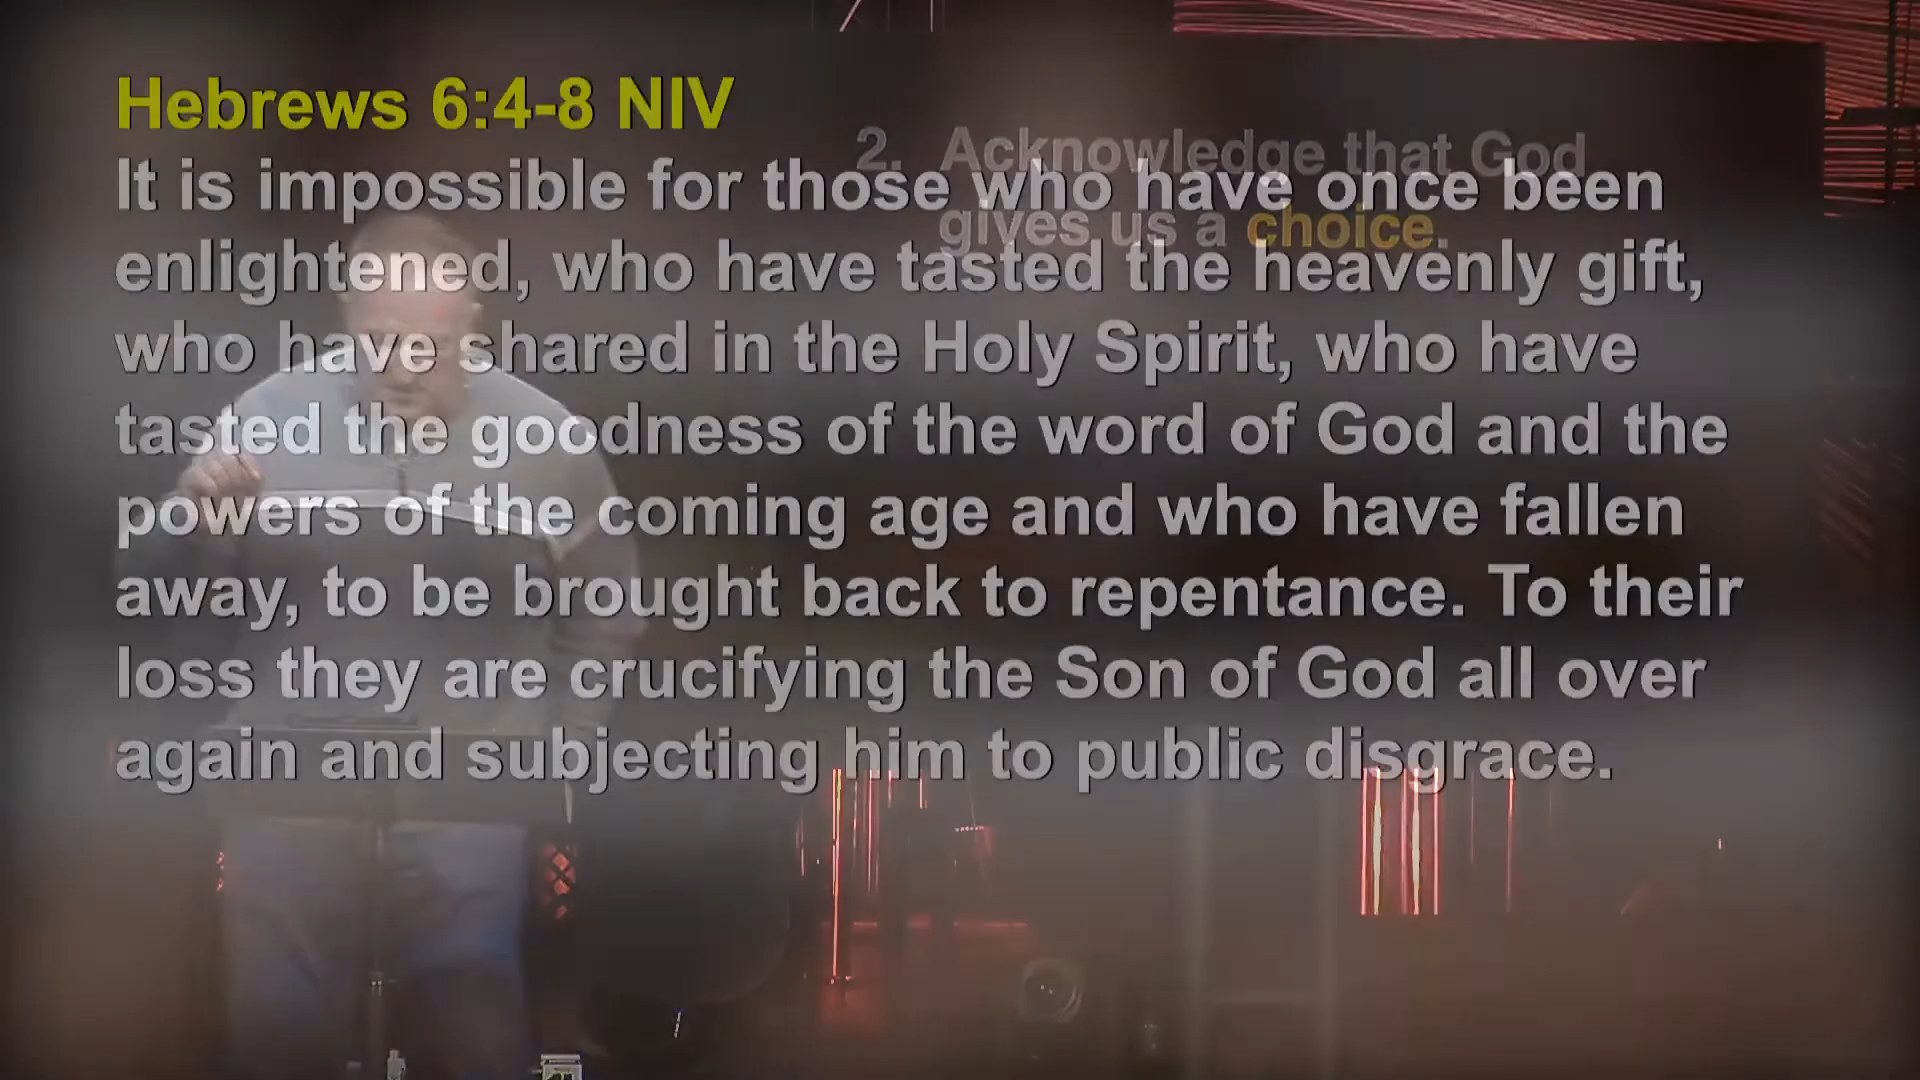 Hebrews 6:4-8 NIV
It is impossible for those who have once been
enlightened, who have tasted the heavenly gift,
who have shared in the Holy Spirit, who have
tasted the goodness of the word of God and the
powers of the coming age and who have fallen
away, to be brought back to repentance. To their
loss they are crucifying the Son of God all over
again and subjecting him to public disgrace.
2. Acknowledge that God
gives us a choice.